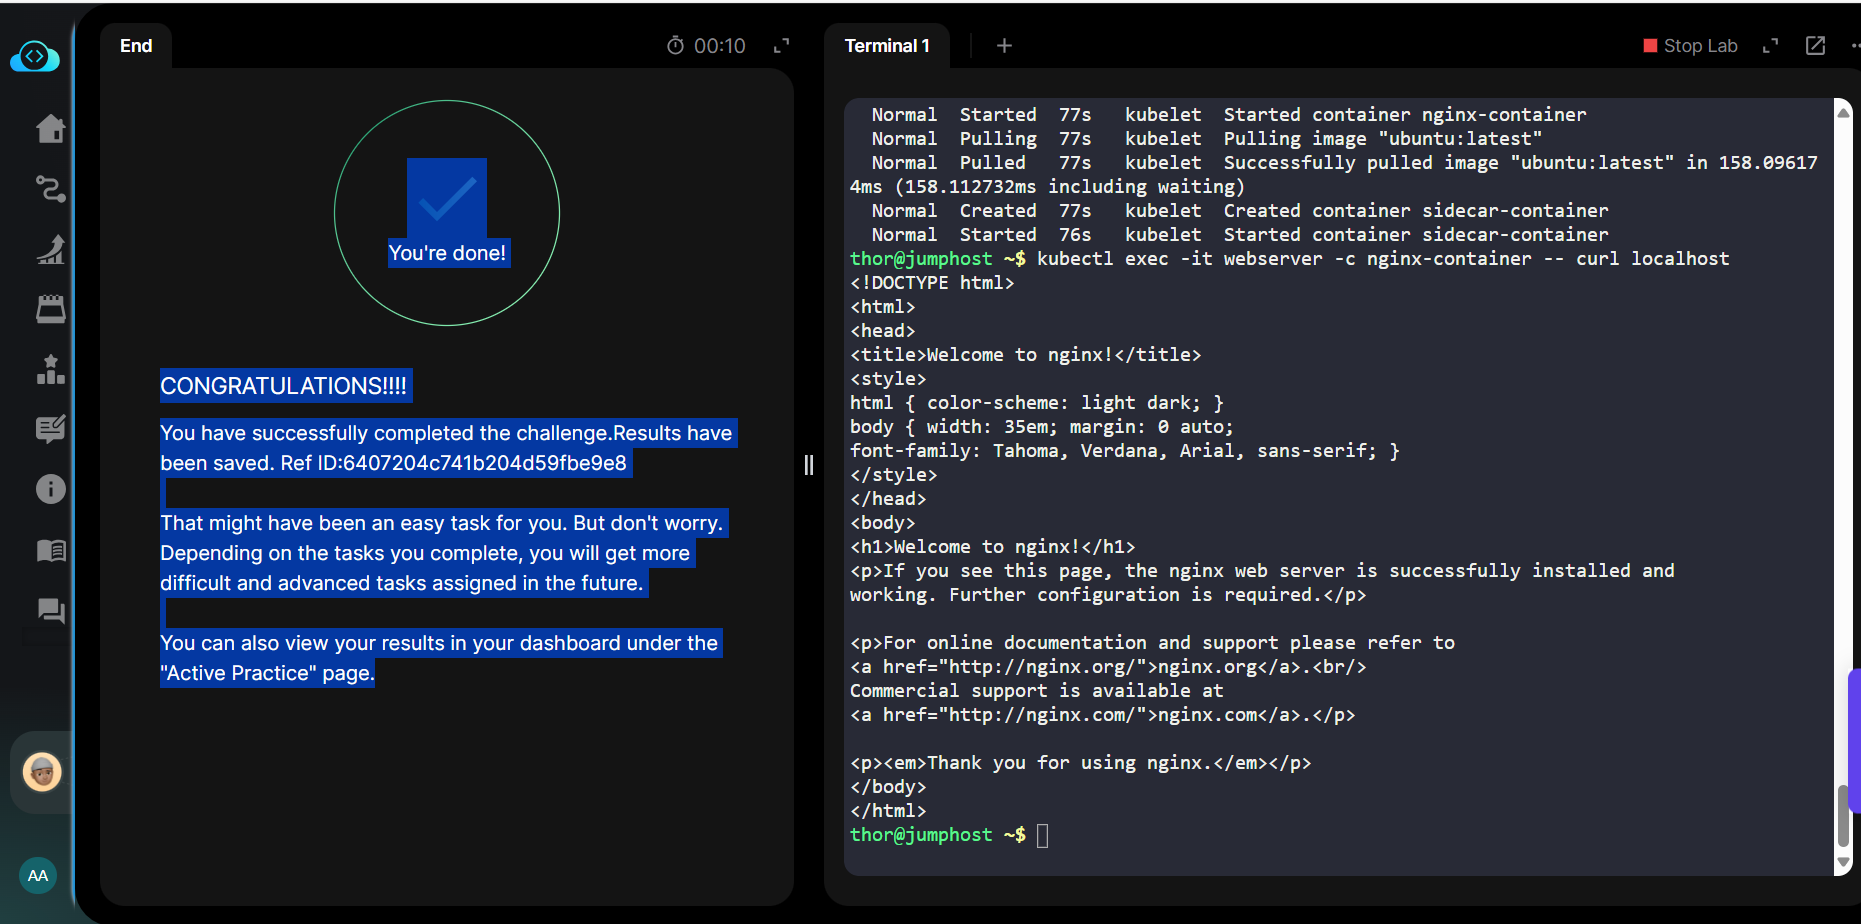 End
00:10
You're done!
CONGRATULATIONS!!!!
You have successfully completed the challenge.Results have
been saved. Ref ID:6407204c741b204d59fbe9e8
That might have been an easy task for you. But don't worry.
Depending on the tasks you complete, you will get more
difficult and advanced tasks assigned in the future.
You can also view your results in your dashboard under the
"Active Practice" page.
AA
Terminal 1
Stop Lab
Normal  Started  77s  kubelet  Started container nginx-container
Normal  Pulling  77s  kubelet  Pulling image "ubuntu:latest"
Normal  Pulled  77s  kubelet  Successfully pulled image "ubuntu:latest" in 158.09617
4ms (158.112732ms including waiting)
Normal  Created  77s  kubelet  Created container sidecar-container
Normal  Started  76s  kubelet  Started container sidecar-container
thor@jumphost ~$ kubectl exec -it webserver -c nginx-container -- curl localhost
<!DOCTYPE html>
<html>
<head>
<title>Welcome to nginx!</title>
<style>
html { color-scheme: light dark; }
body { width: 35em; margin: 0 auto;
font-family: Tahoma, Verdana, Arial, sans-serif; }
</style>
</head>
<body>
<h1>Welcome to nginx!</h1>
<p>If you see this page, the nginx web server is successfully installed and
working. Further configuration is required.</p>
<p>For online documentation and support please refer to
<a href="http://nginx.org/">nginx.org</a>.<br/>
Commercial support is available at
<a href="http://nginx.com/">nginx.com</a>.</p>
<p><em>Thank you for using nginx.</em></p>
</body>
</html>
thor@jumphost ~$